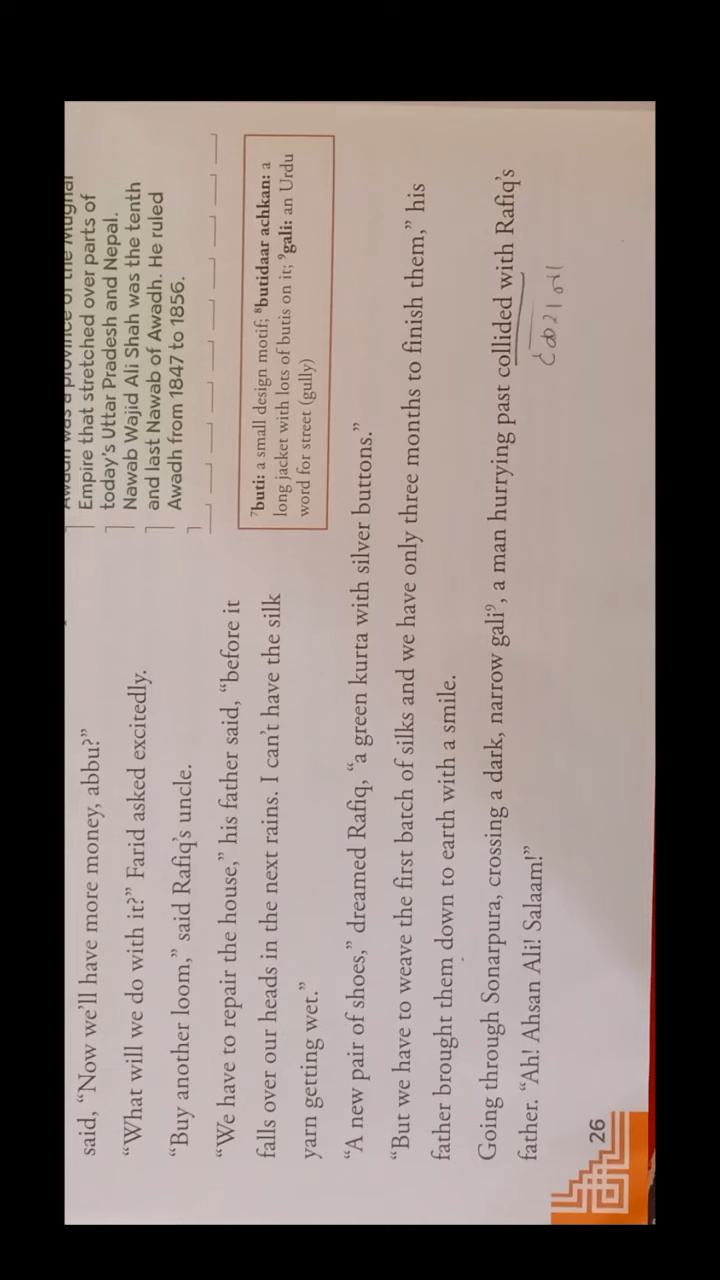 said, “Now we’ll have more money, abbu?”
“What will we do with it?” Farid asked excitedly.
“Buy another loom,” said Rafiq’s uncle.
“We have to repair the house,” his father said, “before it
falls over our heads in the next rains. I can’t have the silk
yarn getting wet.”
Awadh was a province of the Mughal
Empire that stretched over parts of
today’s Uttar Pradesh and Nepal.
Nawab Wajid Ali Shah was the tenth
and last Nawab of Awadh. He ruled
Awadh from 1847 to 1856.
⁷buti: a small design motif; ⁸butidaar achkan: a
long jacket with lots of butis on it; ⁹gali: an Urdu
word for street (gully)
“A new pair of shoes,” dreamed Rafiq, “a green kurta with silver buttons.”
“But we have to weave the first batch of silks and we have only three months to finish them,” his
father brought them down to earth with a smile.
Going through Sonarpura, crossing a dark, narrow gali⁹, a man hurrying past collided with Rafiq’s
father. “Ah! Ahsan Ali! Salaam!”
26